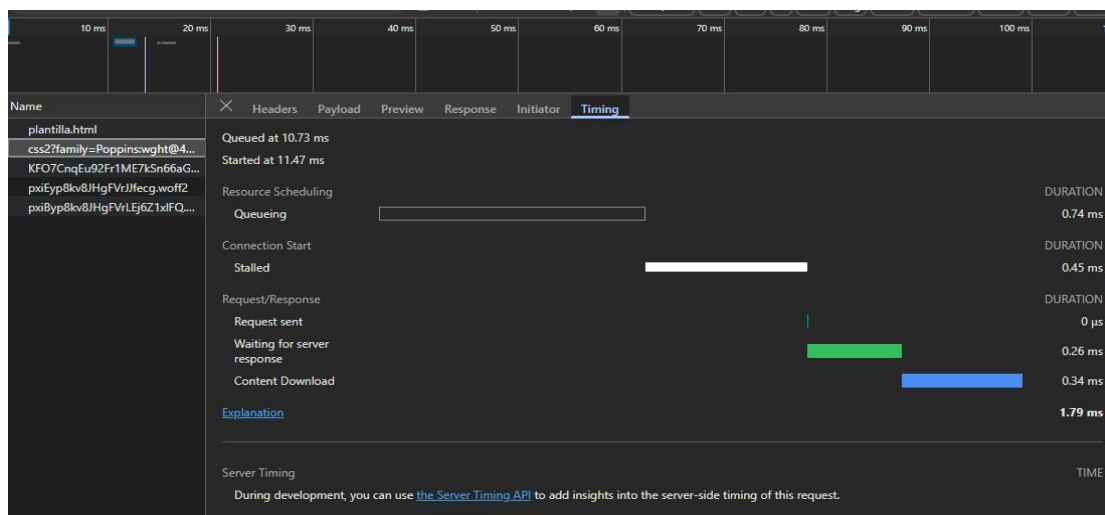 10 ms 20 ms 30 ms 40 ms 50 ms 60 ms 70 ms 80 ms 90 ms 100 ms
Name
plantilla.html
css2?family=Poppins:wght@4...
KFO7CnqEu92Fr1ME7kSn66aG...
pxiEyp8kv8JHgFVrJJfecg.woff2
pxiByp8kv8JHgFVrLEj6Z1xlFQ....
Headers Payload Preview Response Initiator Timing
Queued at 10.73 ms
Started at 11.47 ms
Resource Scheduling DURATION
Queueing 0.74 ms
Connection Start DURATION
Stalled 0.45 ms
Request/Response DURATION
Request sent 0 μs
Waiting for server
response 0.26 ms
Content Download 0.34 ms
Explanation 1.79 ms
Server Timing TIME
During development, you can use the Server Timing API to add insights into the server-side timing of this request.